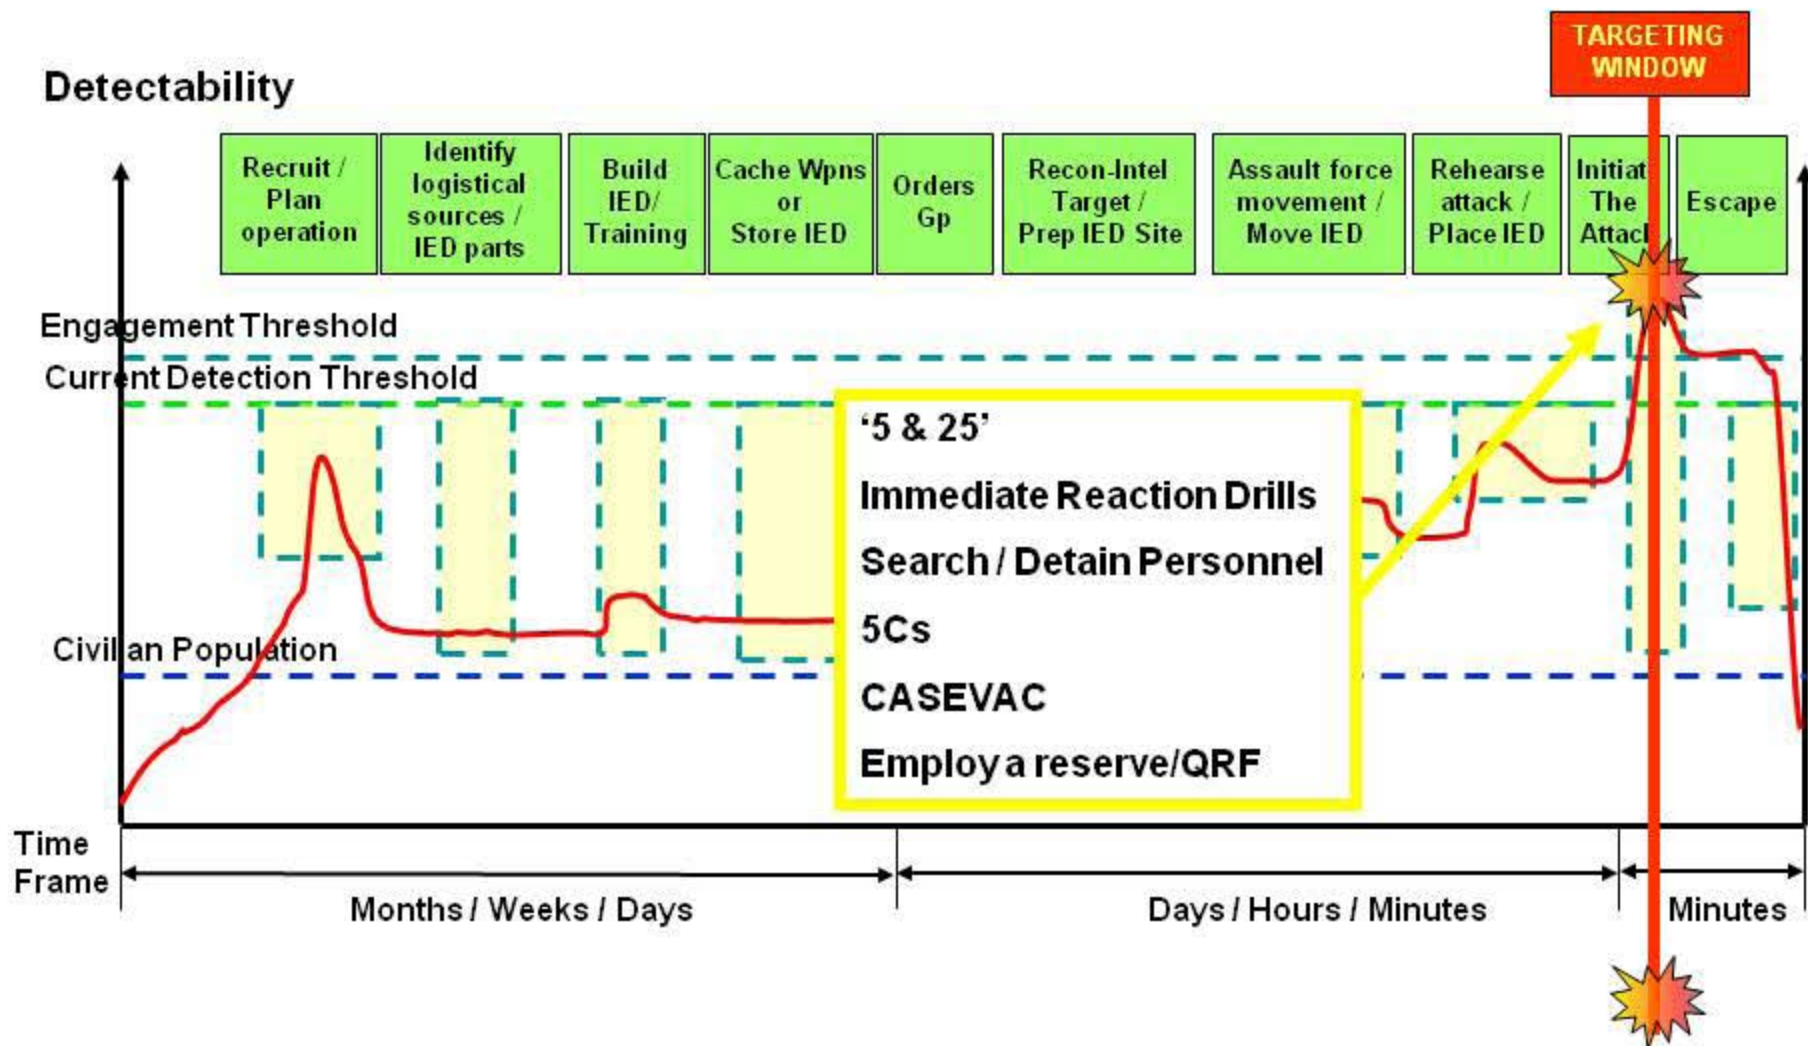 TARGETING
WINDOW
Detectability
Recruit /
Plan
operation
Identify
logistical
sources /
IED parts
Build
IED/
Training
Cache Wpns
or
Store IED
Orders
Gp
Recon-Intel
Target /
Prep IED Site
Assault force
movement /
Move IED
Rehearse
attack /
Place IED
Initiat
The
Attack
Escape
Engagement Threshold
Current Detection Threshold
‘5 & 25’
Immediate Reaction Drills
Search / Detain Personnel
5Cs
CASEVAC
Employ a reserve/QRF
Civilian Population
Time
Frame
Months / Weeks / Days
Days / Hours / Minutes
Minutes